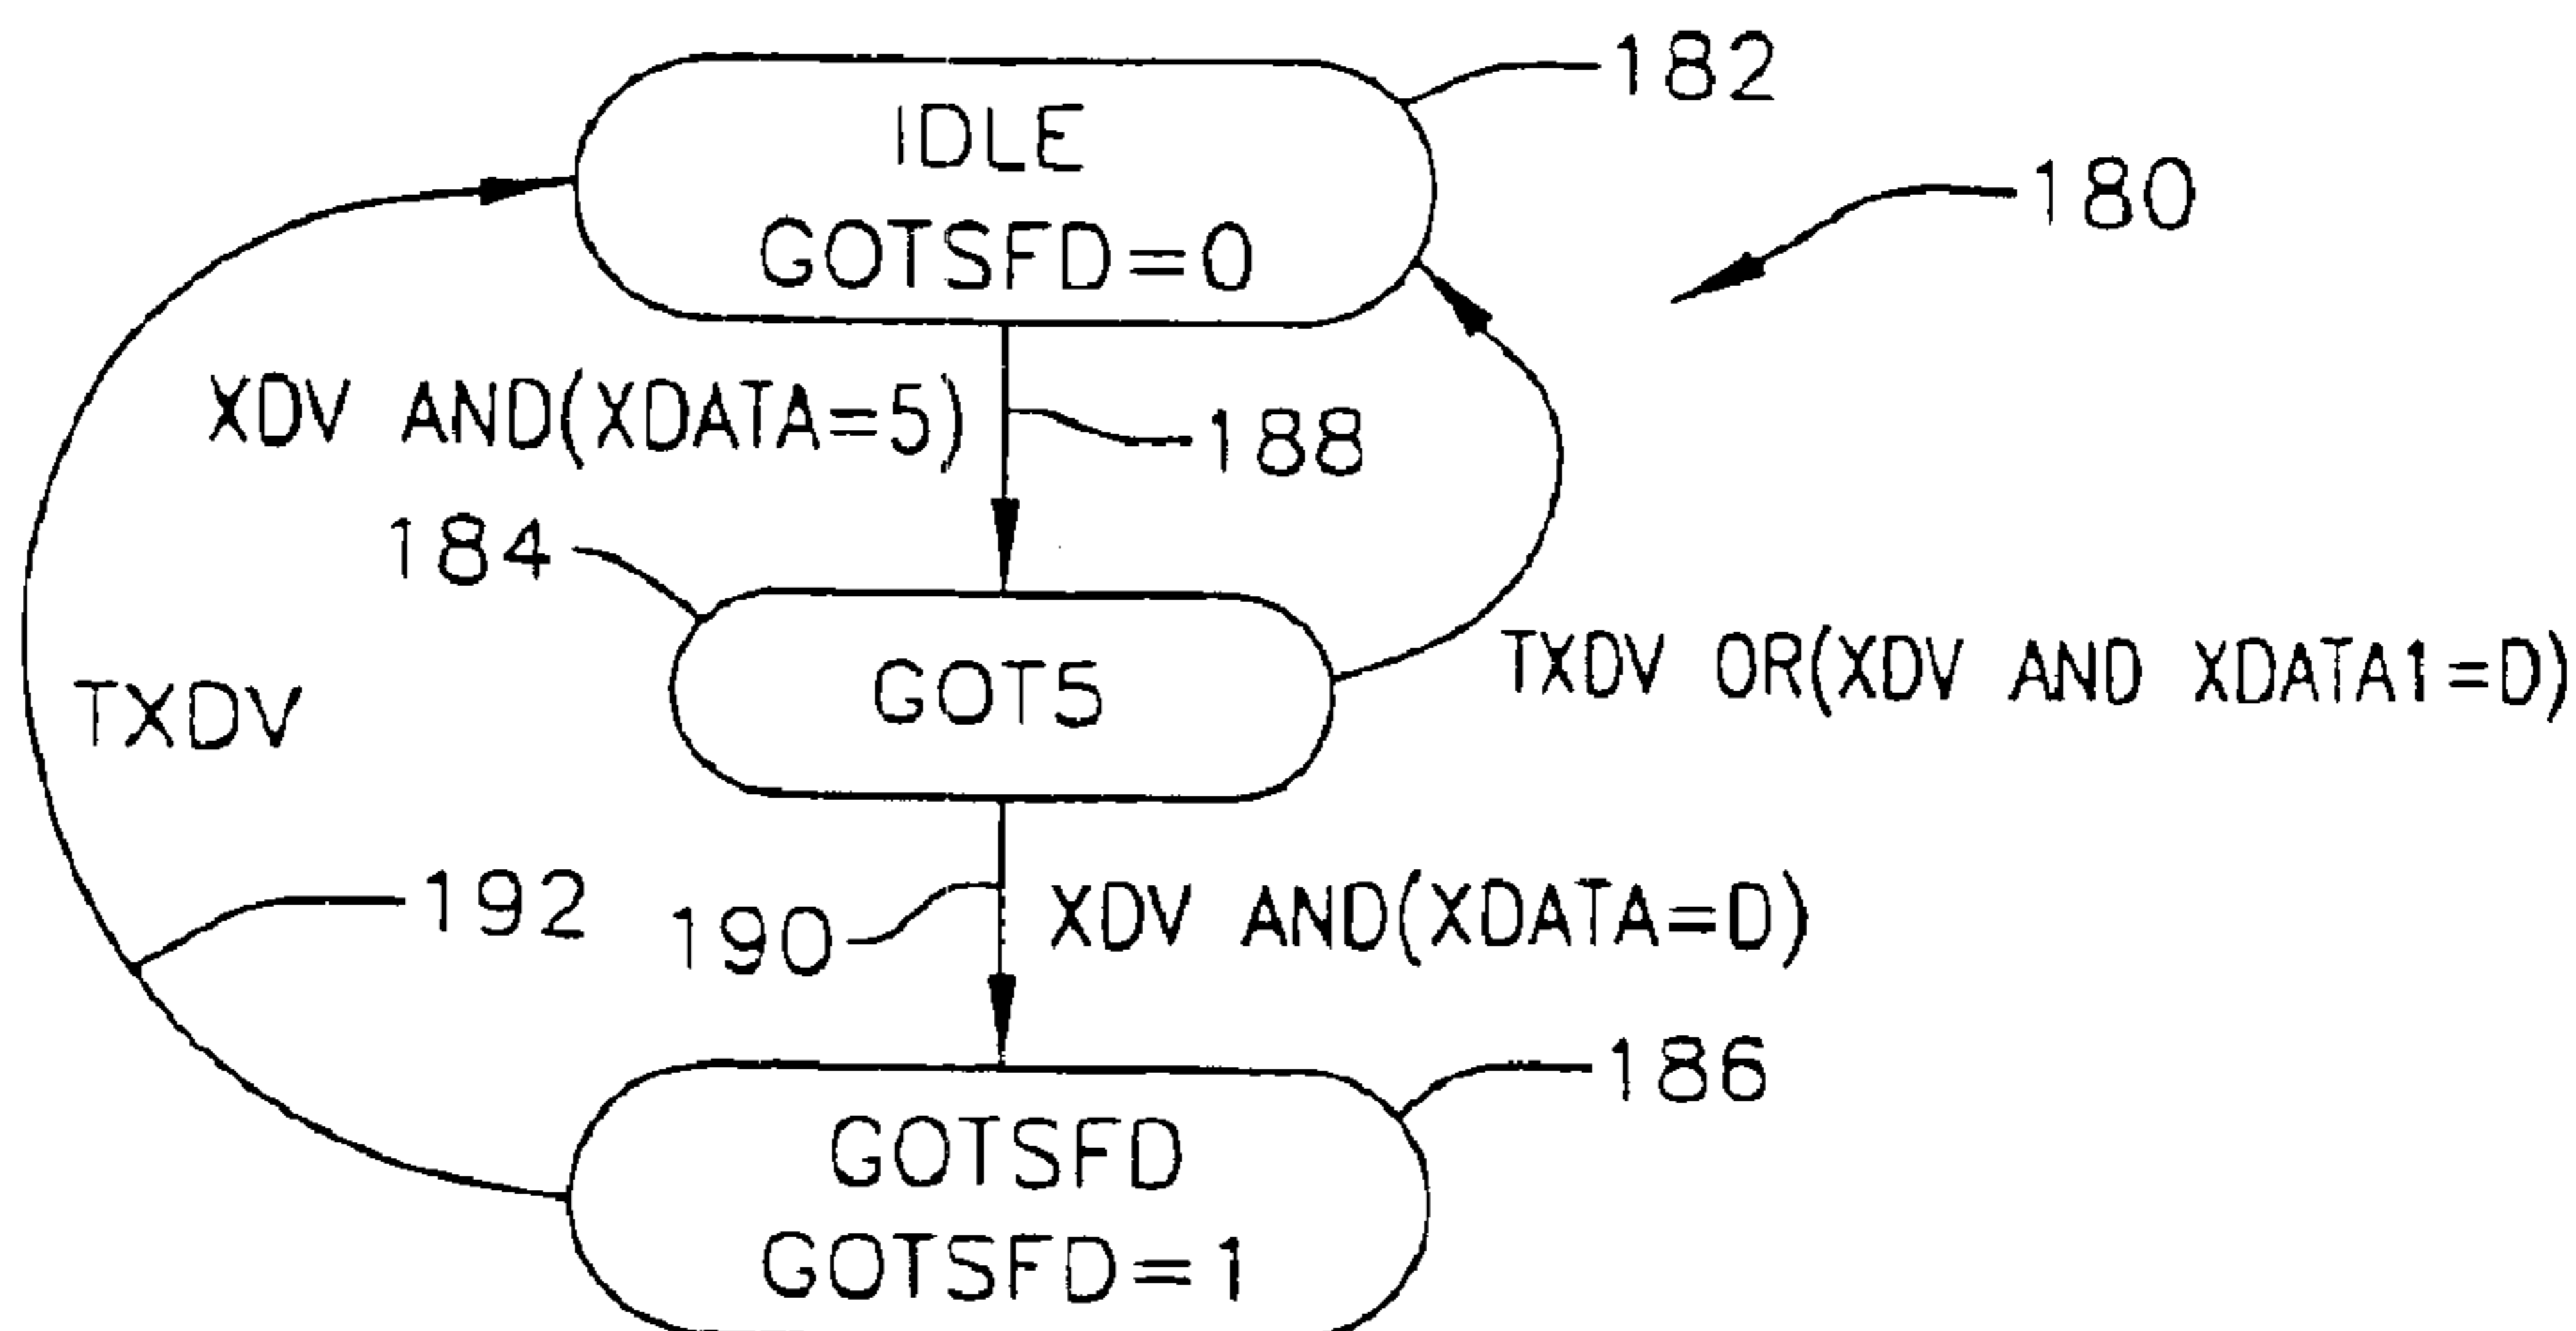 182
IDLE
GOTSFD=0
180
XDV AND(XDATA=5)
188
184
GOT5
TXDV OR(XDV AND XDATA1=D)
TXDV
192
190
XDV AND(XDATA=D)
186
GOTSFD
GOTSFD=1